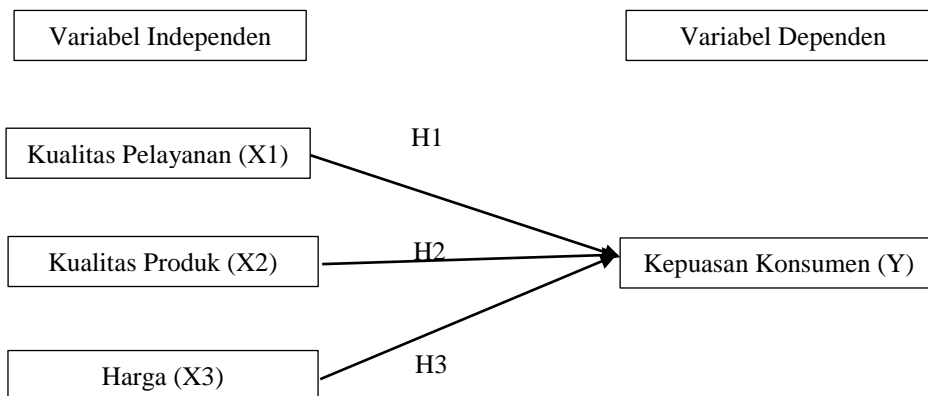 Variabel Independen
Variabel Dependen
H1
Kualitas Pelayanan (X1)
Kualitas Produk (X2)
H2
Kepuasan Konsumen (Y)
Harga (X3)
H3